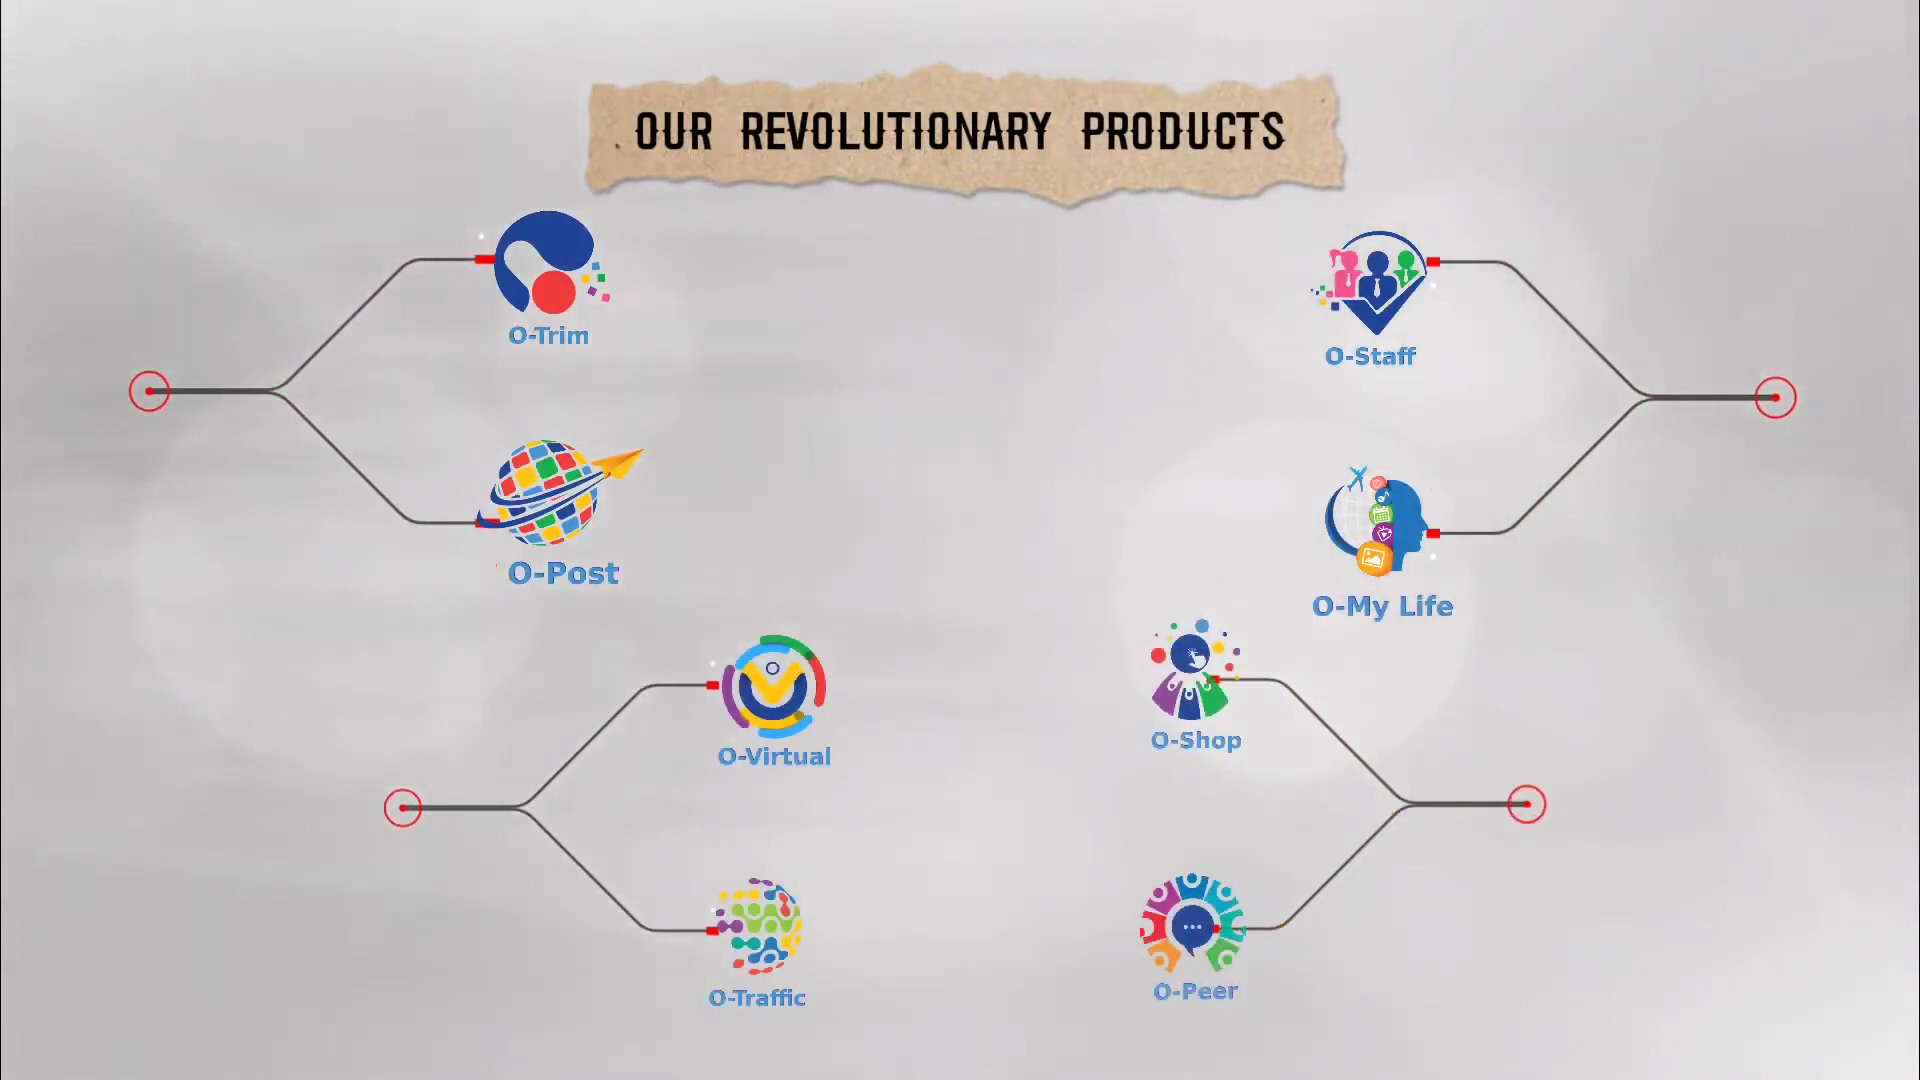 OUR REVOLUTIONARY PRODUCTS
O-Trim
O-Staff
O-Post
O-My Life
O-Virtual
O-Shop
O-Traffic
O-Peer